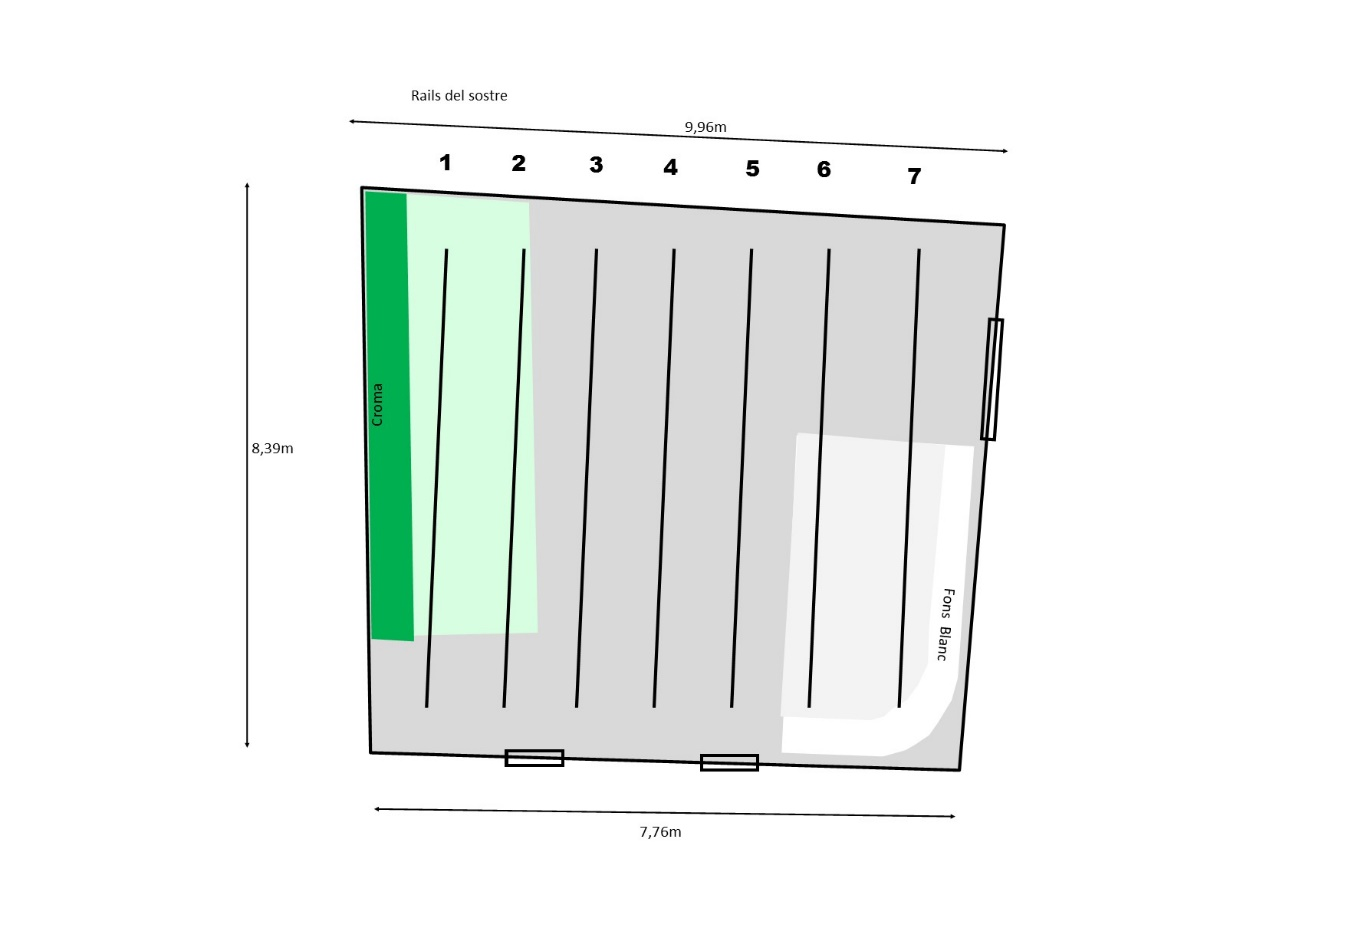 Rails del sostre
9,96m
1 2 3 4 5 6 7
Croma
8,39m
Fons Blanc
7,76m